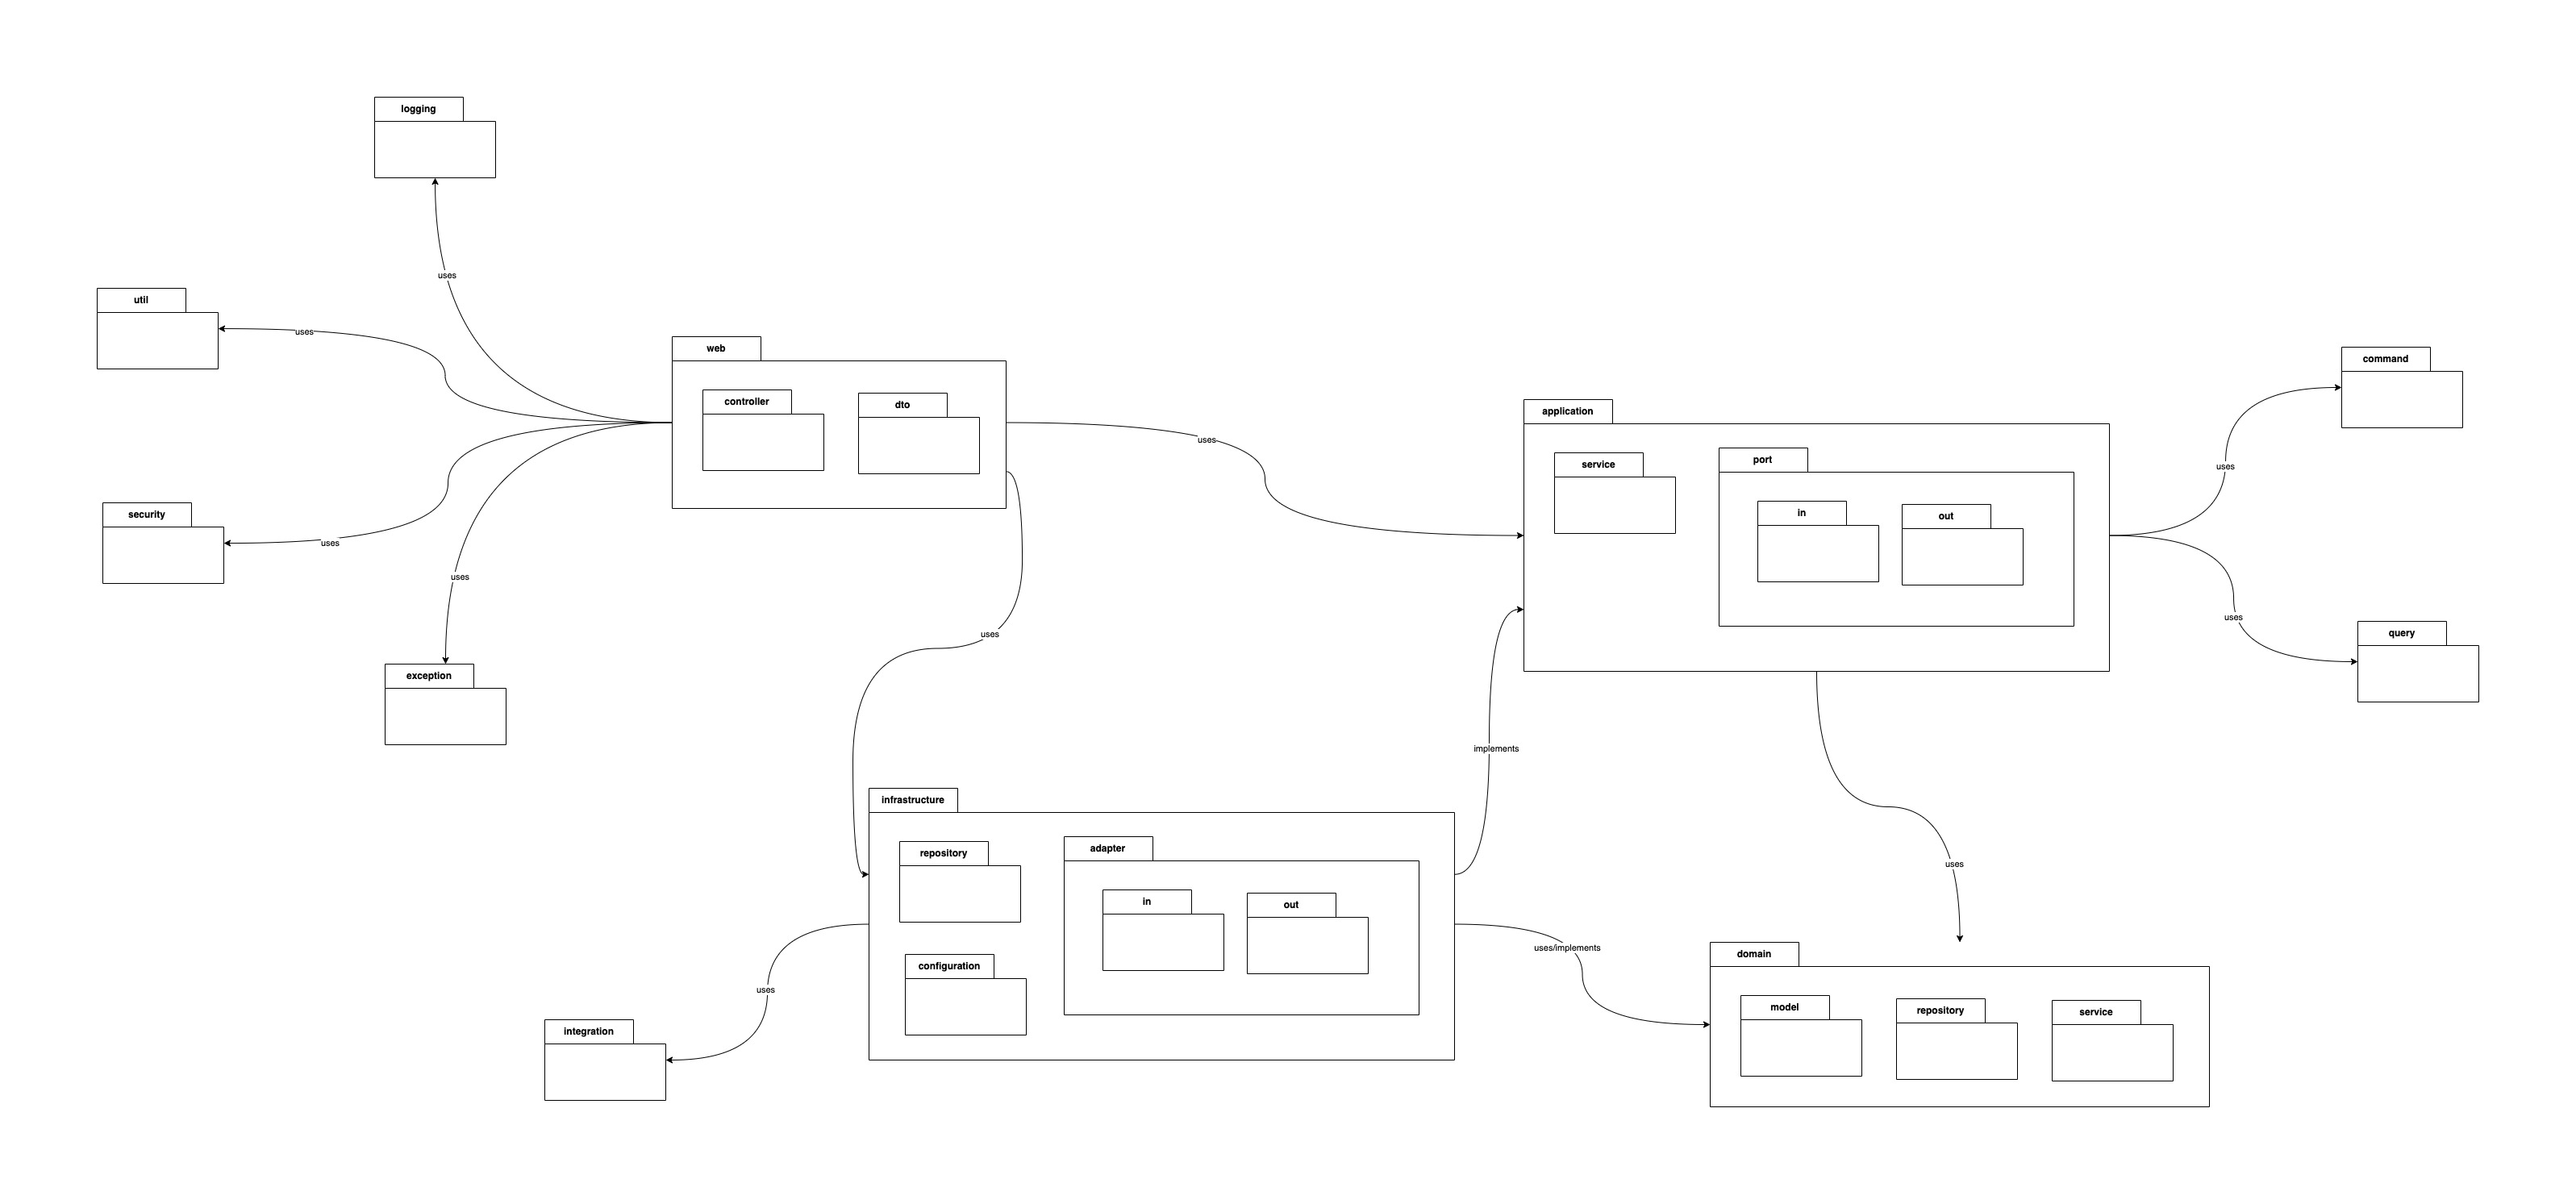 logging
uses
util
uses
web
controller
dto
security
uses
uses
exception
uses
uses
application
service
port
in
out
command
uses
uses
query
implements
infrastructure
repository
adapter
in
out
configuration
uses
integration
uses/implements
uses
domain
model
repository
service